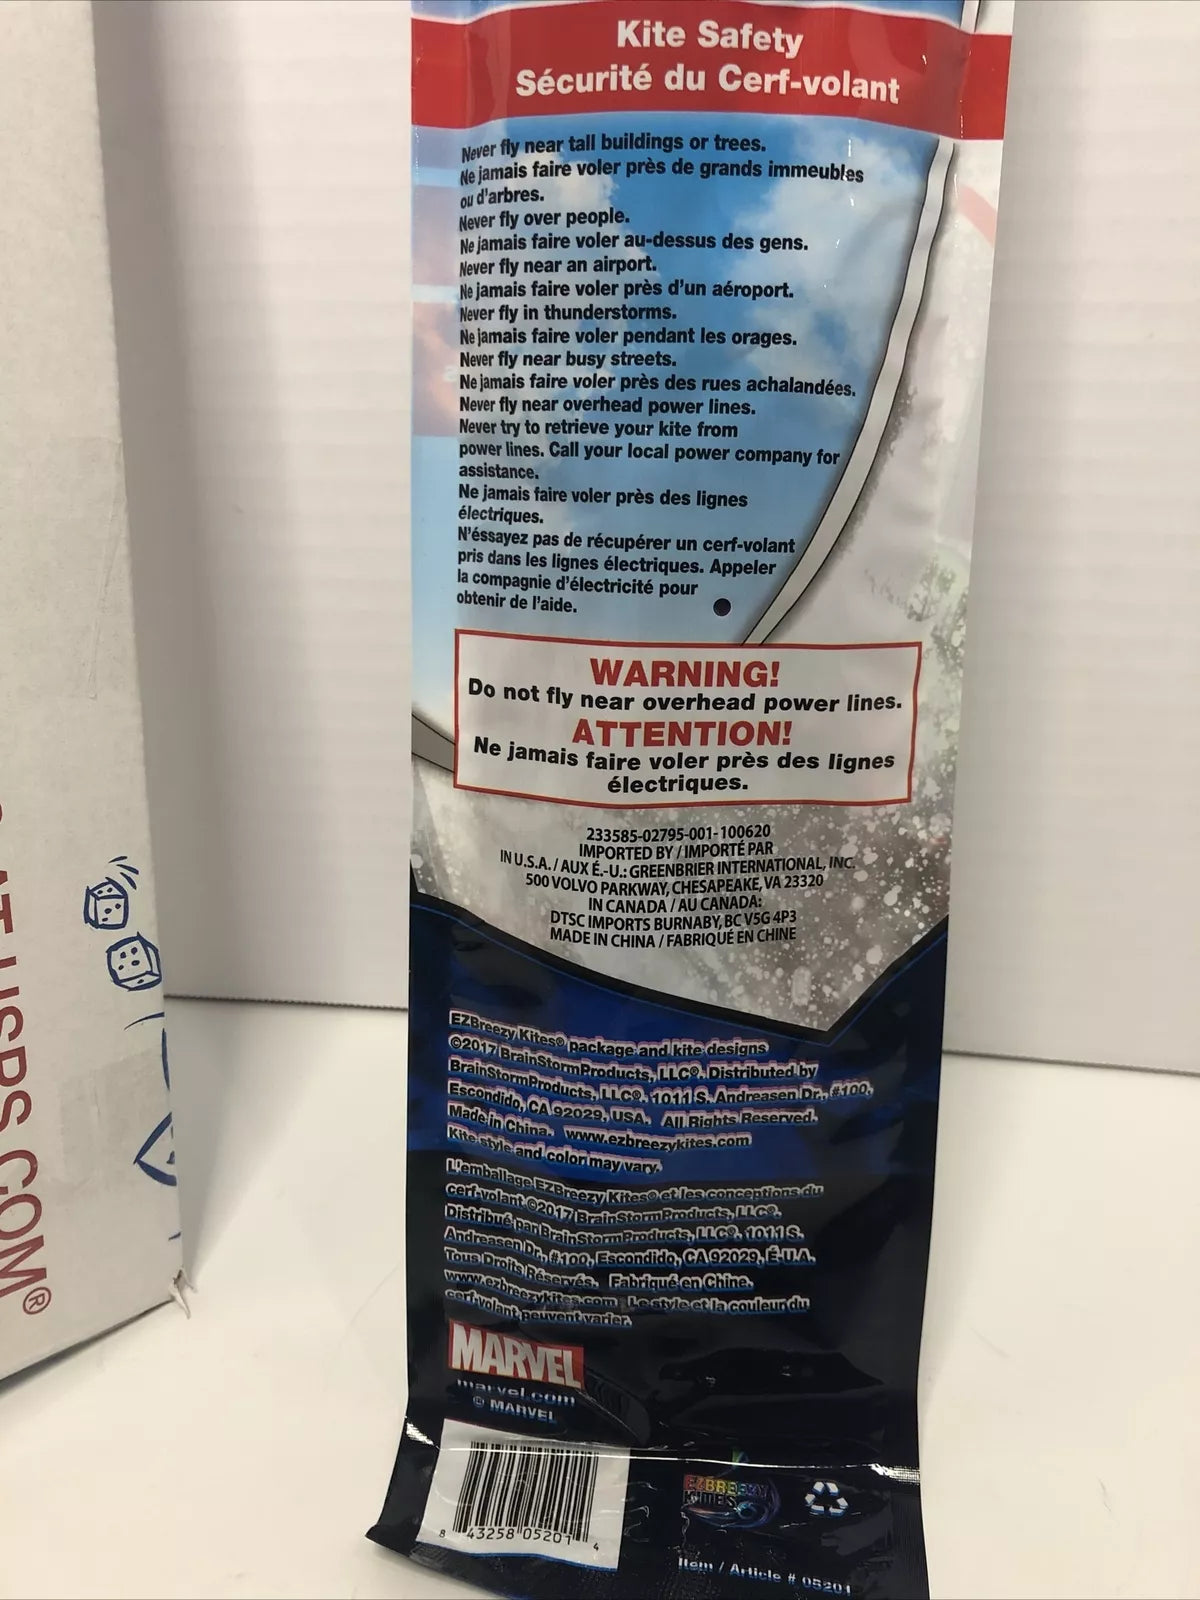 Kite Safety
Sécurité du Cerf-volant
Never fly near tall buildings or trees.
Ne jamais faire voler près de grands immeubles
ou d'arbres.
Never fly over people.
Ne jamais faire voler au-dessus des gens.
Never fly near an airport.
Ne jamais faire voler près d'un aéroport.
Never fly in thunderstorms.
Ne jamais faire voler pendant les orages.
Never fly near busy streets.
Ne jamais faire voler près des rues achalandées.
Never fly near overhead power lines.
Never try to retrieve your kite from
power lines. Call your local power company for
assistance.
Ne jamais faire voler près des lignes
électriques.
N'éssayez pas de récupérer un cerf-volant
pris dans les lignes électriques. Appeler
la compagnie d'électricité pour
obtenir de l'aide.
WARNING!
Do not fly near overhead power lines.
ATTENTION!
Ne jamais faire voler près des lignes
électriques.
233585-02795-001-100620
IMPORTED BY / IMPORTÉ PAR
IN U.S.A. / AUX É.-U.: GREENBRIER INTERNATIONAL, INC.
500 VOLVO PARKWAY, CHESAPEAKE, VA 23320
IN CANADA / AU CANADA:
DTSC IMPORTS BURNABY, BC V5G 4P3
MADE IN CHINA / FABRIQUÉ EN CHINE
EZBreezy Kites® package and kite designs
©2017 BrainStormProducts, LLC®. Distributed by
BrainStormProducts, LLC®, 1011 S. Andreasen Dr., #100,
Escondido, CA 92029, USA. All Rights Reserved.
Made in China. www.ezbreezykites.com
Kite style and color may vary.
L'emballage EZBreezy Kites® et les conceptions du
cerf-volant ©2017 BrainStormProducts, LLC®.
Distribué par BrainStormProducts, LLC®, 1011 S.
Andreasen Dr., #100, Escondido, CA 92029, É-U.A.
Tous Droits Réservés. Fabriqué en Chine.
www.ezbreezykites.com Le style et la couleur du
cerf-volant peuvent varier.
MARVEL
marvel.com
© MARVEL
8 43258 05201 4
EZBREEZY
KITES
Item / Article # 05201
USPS.COM®